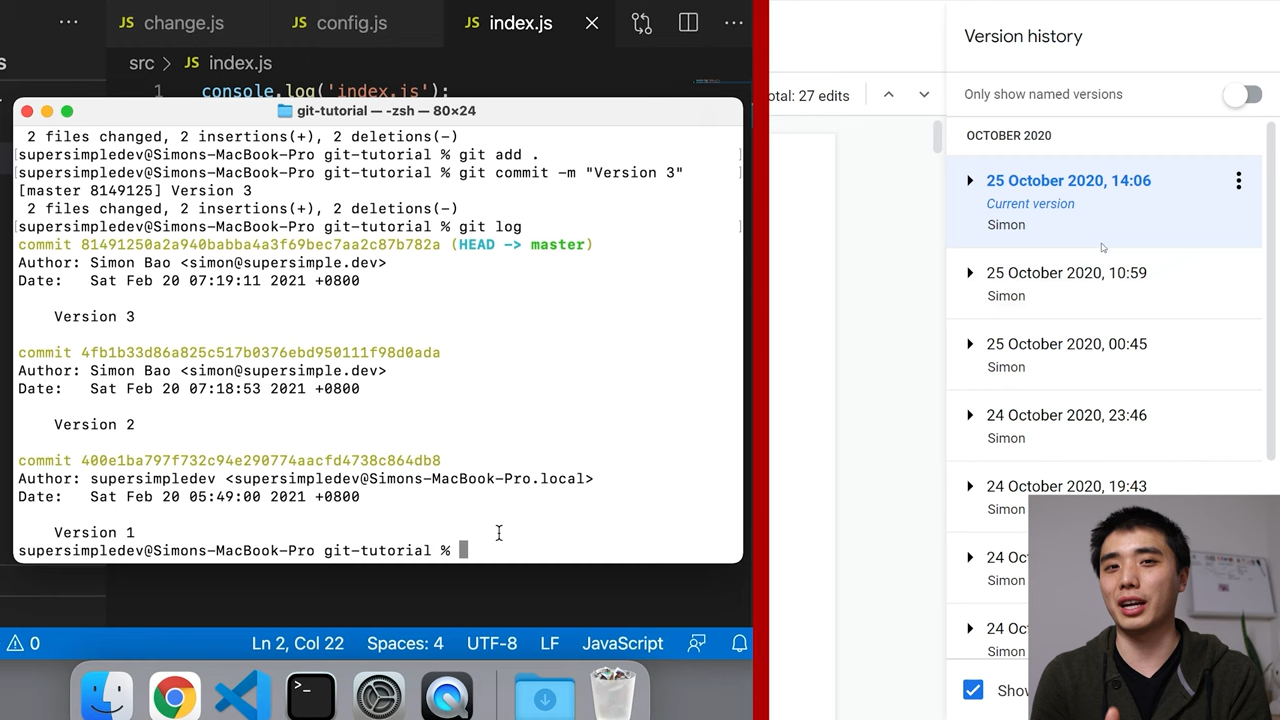 change.js
config.js
index.js
src
index.js
1
console.log('index.js');
git-tutorial — -zsh — 80×24
2 files changed, 2 insertions(+), 2 deletions(-)
[supersimpledev@Simons-MacBook-Pro git-tutorial % git add . ]
[supersimpledev@Simons-MacBook-Pro git-tutorial % git commit -m "Version 3" ]
[master 8149125] Version 3
2 files changed, 2 insertions(+), 2 deletions(-)
[supersimpledev@Simons-MacBook-Pro git-tutorial % git log ]
commit 81491250a2a940babba4a3f69bec7aa2c87b782a (HEAD -> master)
Author: Simon Bao <simon@supersimple.dev>
Date:   Sat Feb 20 07:19:11 2021 +0800
Version 3
commit 4fb1b33d86a825c517b0376ebd950111f98d0ada
Author: Simon Bao <simon@supersimple.dev>
Date:   Sat Feb 20 07:18:53 2021 +0800
Version 2
commit 400e1ba797f732c94e290774aacfd4738c864db8
Author: supersimpledev <supersimpledev@Simons-MacBook-Pro.local>
Date:   Sat Feb 20 05:49:00 2021 +0800
Version 1
supersimpledev@Simons-MacBook-Pro git-tutorial %
0
Ln 2, Col 22
Spaces: 4
UTF-8
LF
JavaScript
otal: 27 edits
Version history
Only show named versions
OCTOBER 2020
25 October 2020, 14:06
Current version
Simon
25 October 2020, 10:59
Simon
25 October 2020, 00:45
Simon
24 October 2020, 23:46
Simon
24 October 2020, 19:43
Simon
24 Oct
Simon
24 Oct
Simon
Show